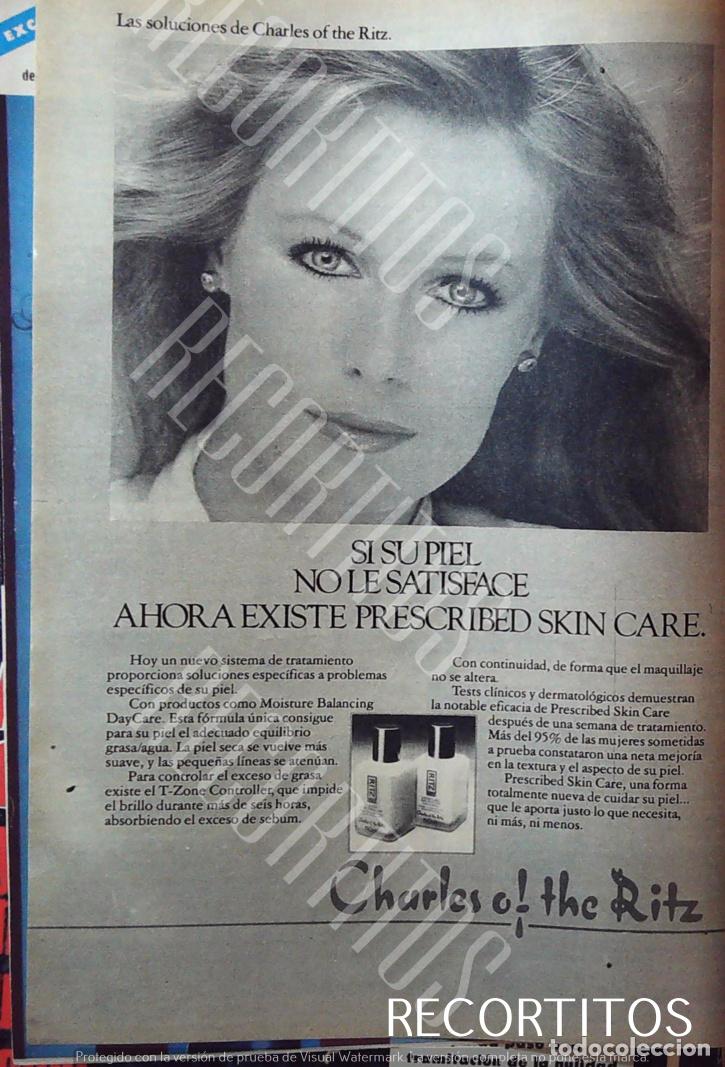 EXC
de
Las soluciones de Charles of the Ritz.
SI SU PIEL
NO LE SATISFACE
AHORA EXISTE PRESCRIBED SKIN CARE.
Hoy un nuevo sistema de tratamiento
proporciona soluciones específicas a problemas
específicos de su piel.
Con productos como Moisture Balancing
DayCare. Esta fórmula única consigue
para su piel el adecuado equilibrio
grasa/agua. La piel seca se vuelve más
suave, y las pequeñas líneas se atenúan.
Para controlar el exceso de grasa
existe el T-Zone Controller, que impide
el brillo durante más de seis horas,
absorbiendo el exceso de sebum.
Con continuidad, de forma que el maquillaje
no se altera.
Tests clínicos y dermatológicos demuestran
la notable eficacia de Prescribed Skin Care
después de una semana de tratamiento.
Más del 95% de las mujeres sometidas
a prueba constataron una neta mejoría
en la textura y el aspecto de su piel.
Prescribed Skin Care, una forma
totalmente nueva de cuidar su piel...
que le aporta justo lo que necesita,
ni más, ni menos.
RITZ
RITZ
Charles of the Ritz
RECORTITOS
RECORTITOS
RECORTITOS
RECORTITOS
todocoleccion
Protegido con la versión de prueba de Visual Watermark. La versión completa no pone esta marca.